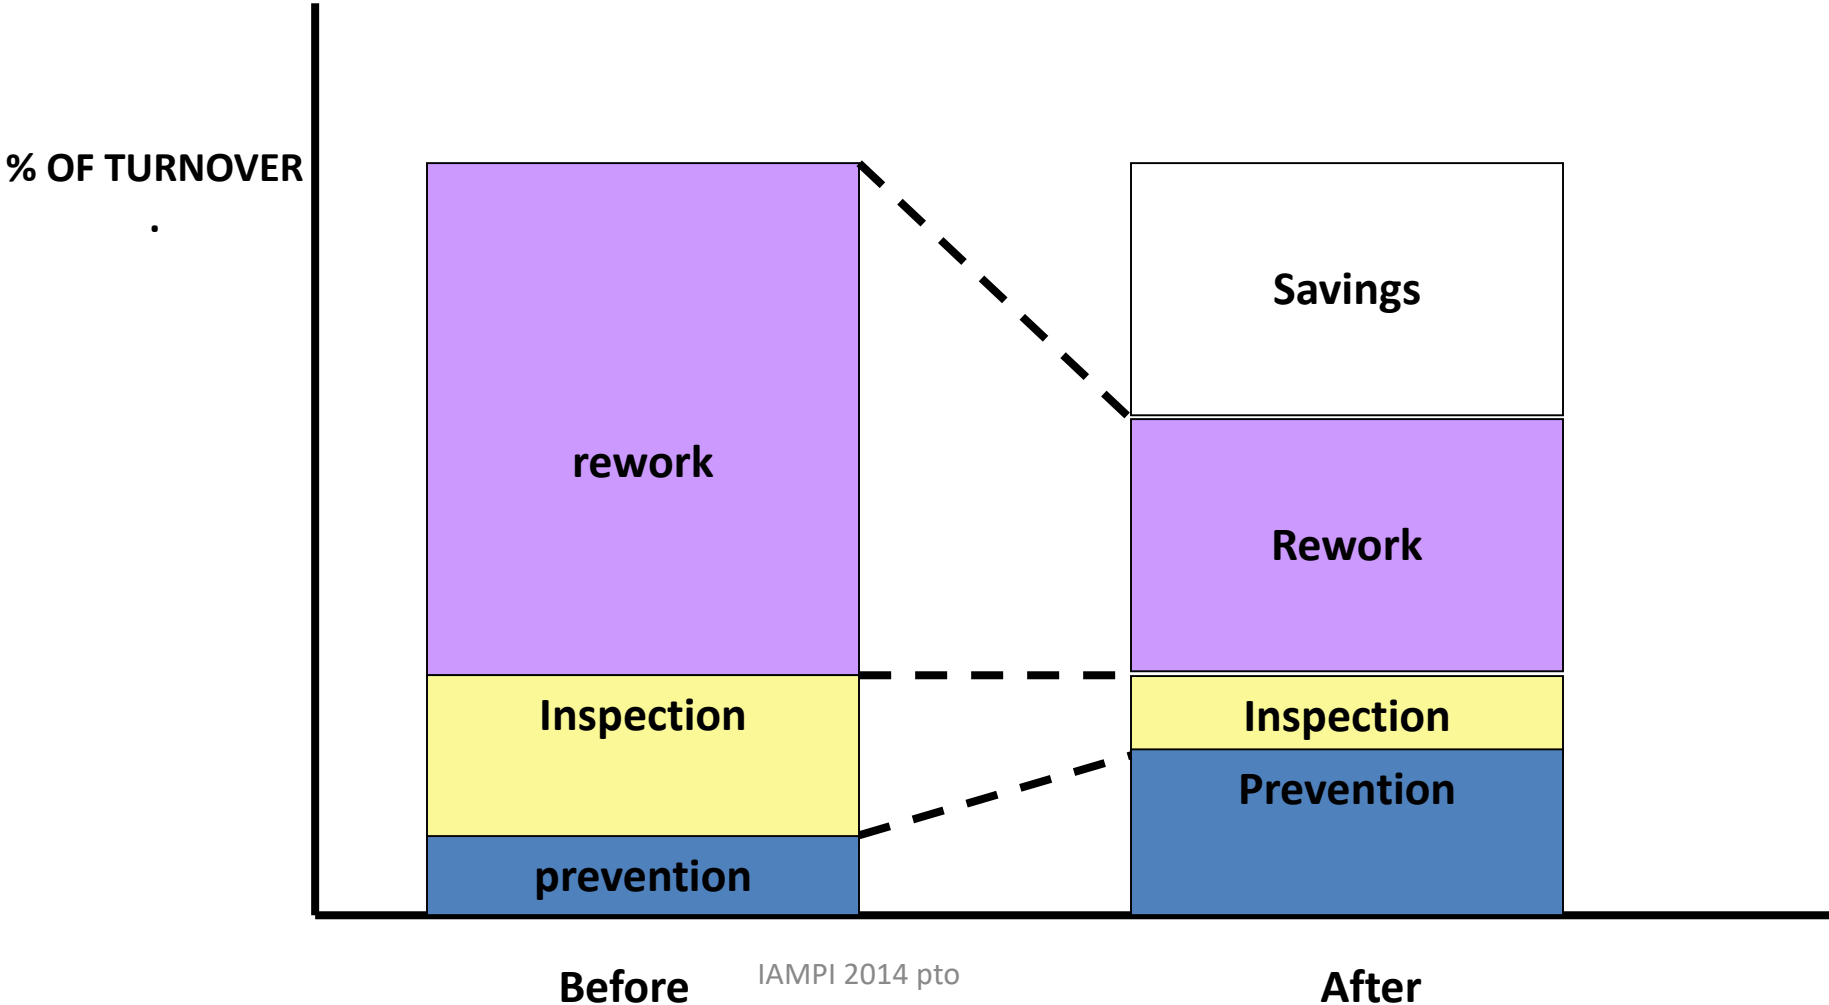 % OF TURNOVER
.
rework
Inspection
prevention
Savings
Rework
Inspection
Prevention
Before
IAMPI 2014 pto
After